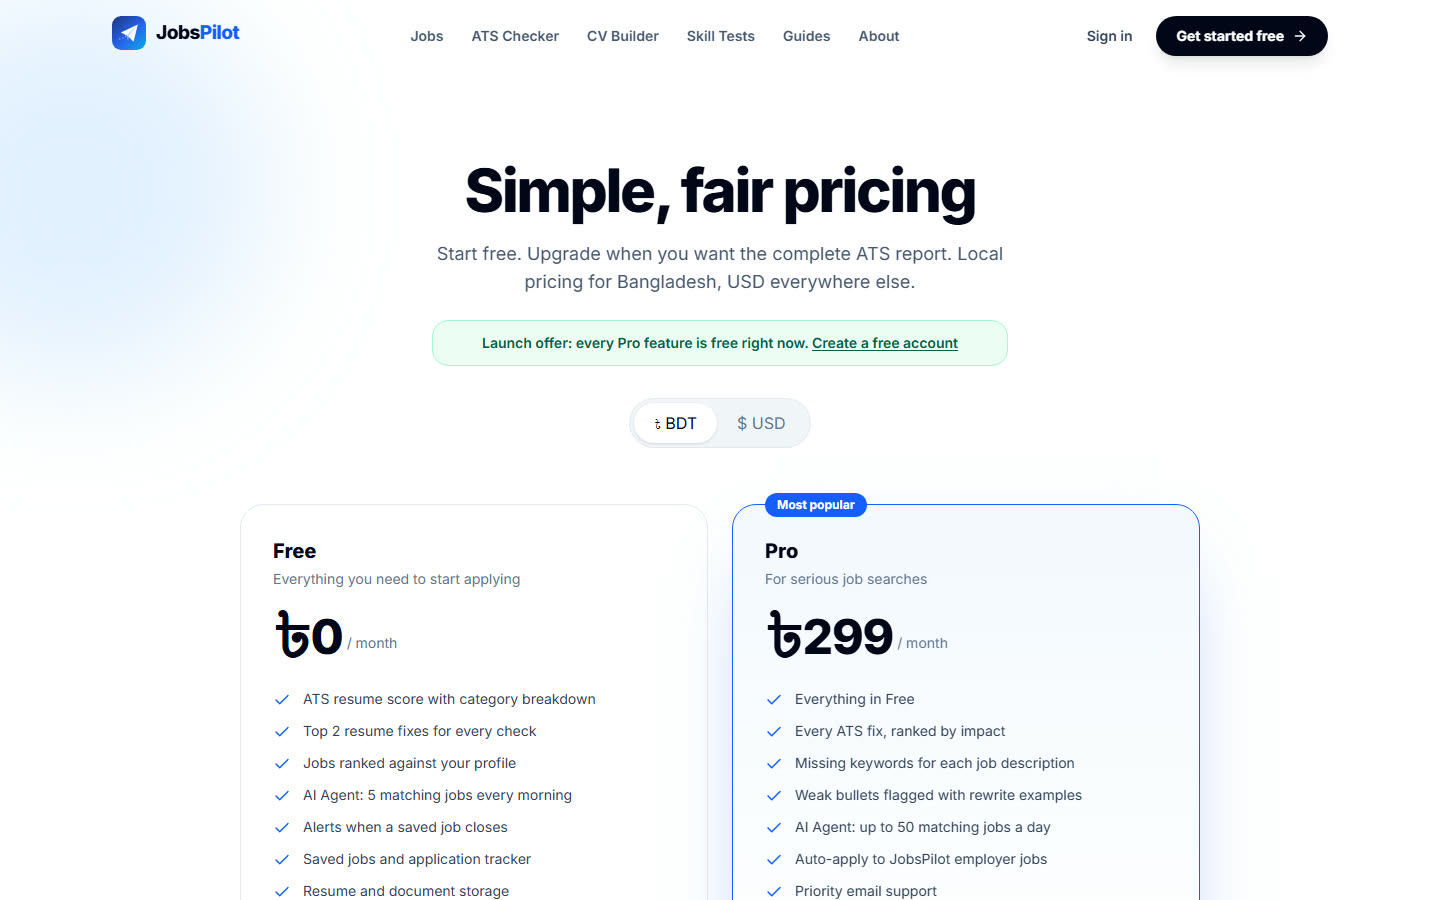 JobsPilot
Jobs
ATS Checker
CV Builder
Skill Tests
Guides
About
Sign in
Get started free →
Simple, fair pricing
Start free. Upgrade when you want the complete ATS report. Local
pricing for Bangladesh, USD everywhere else.
Launch offer: every Pro feature is free right now. Create a free account
৳ BDT
$ USD
Free
Everything you need to start applying
৳0 / month
ATS resume score with category breakdown
Top 2 resume fixes for every check
Jobs ranked against your profile
AI Agent: 5 matching jobs every morning
Alerts when a saved job closes
Saved jobs and application tracker
Resume and document storage
Most popular
Pro
For serious job searches
৳299 / month
Everything in Free
Every ATS fix, ranked by impact
Missing keywords for each job description
Weak bullets flagged with rewrite examples
AI Agent: up to 50 matching jobs a day
Auto-apply to JobsPilot employer jobs
Priority email support